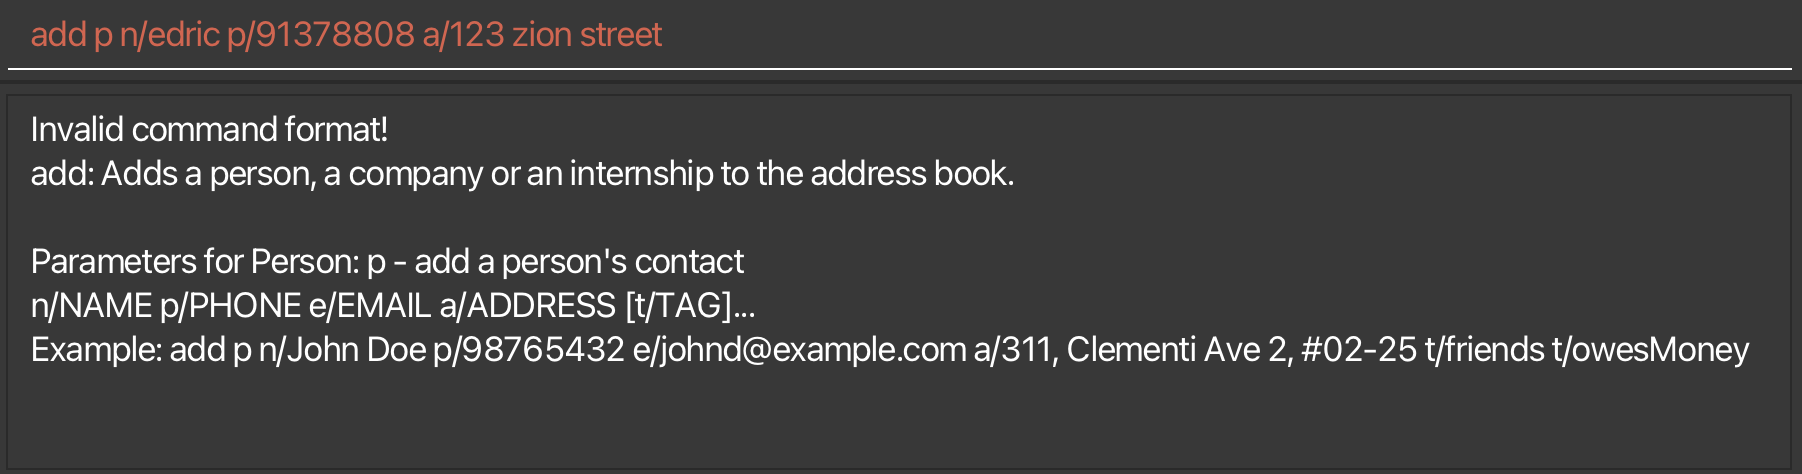 add p n/edric p/91378808 a/123 zion street
Invalid command format!
add: Adds a person, a company or an internship to the address book.
Parameters for Person: p - add a person's contact
n/NAME p/PHONE e/EMAIL a/ADDRESS [t/TAG]...
Example: add p n/John Doe p/98765432 e/johnd@example.com a/311, Clementi Ave 2, #02-25 t/friends t/owesMoney